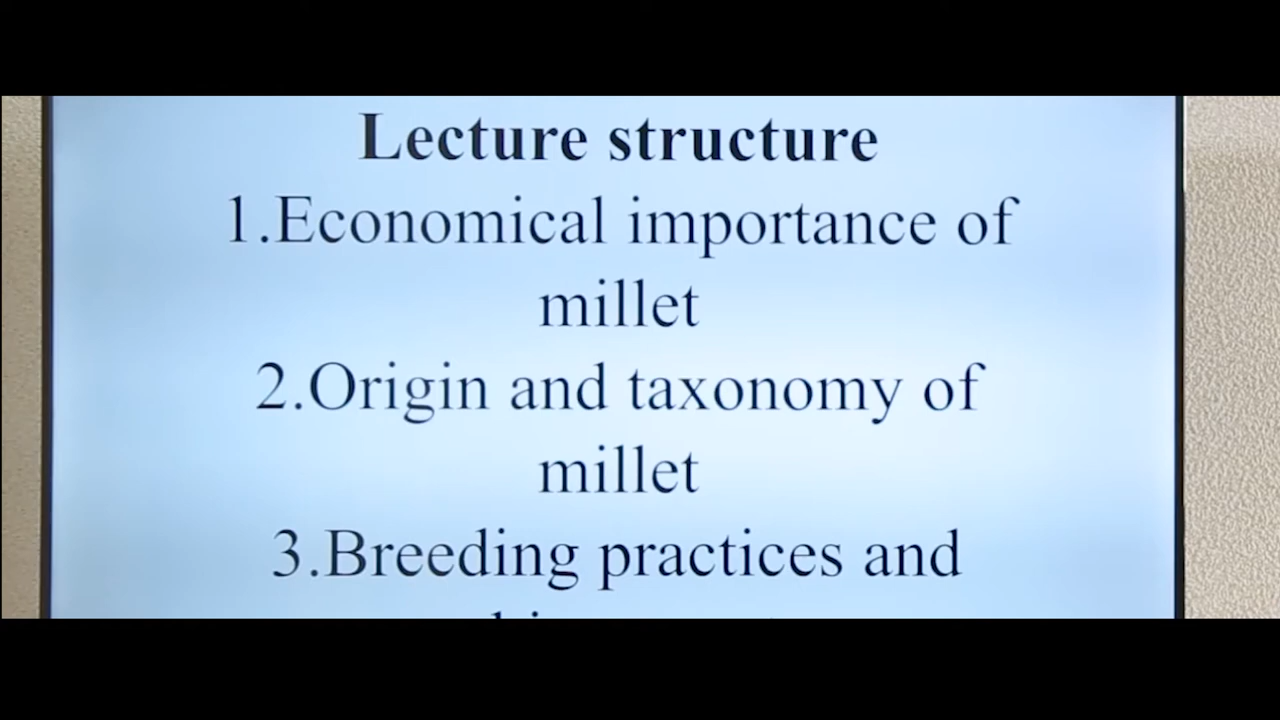 Lecture structure
1.Economical importance of
millet
2.Origin and taxonomy of
millet
3.Breeding practices and